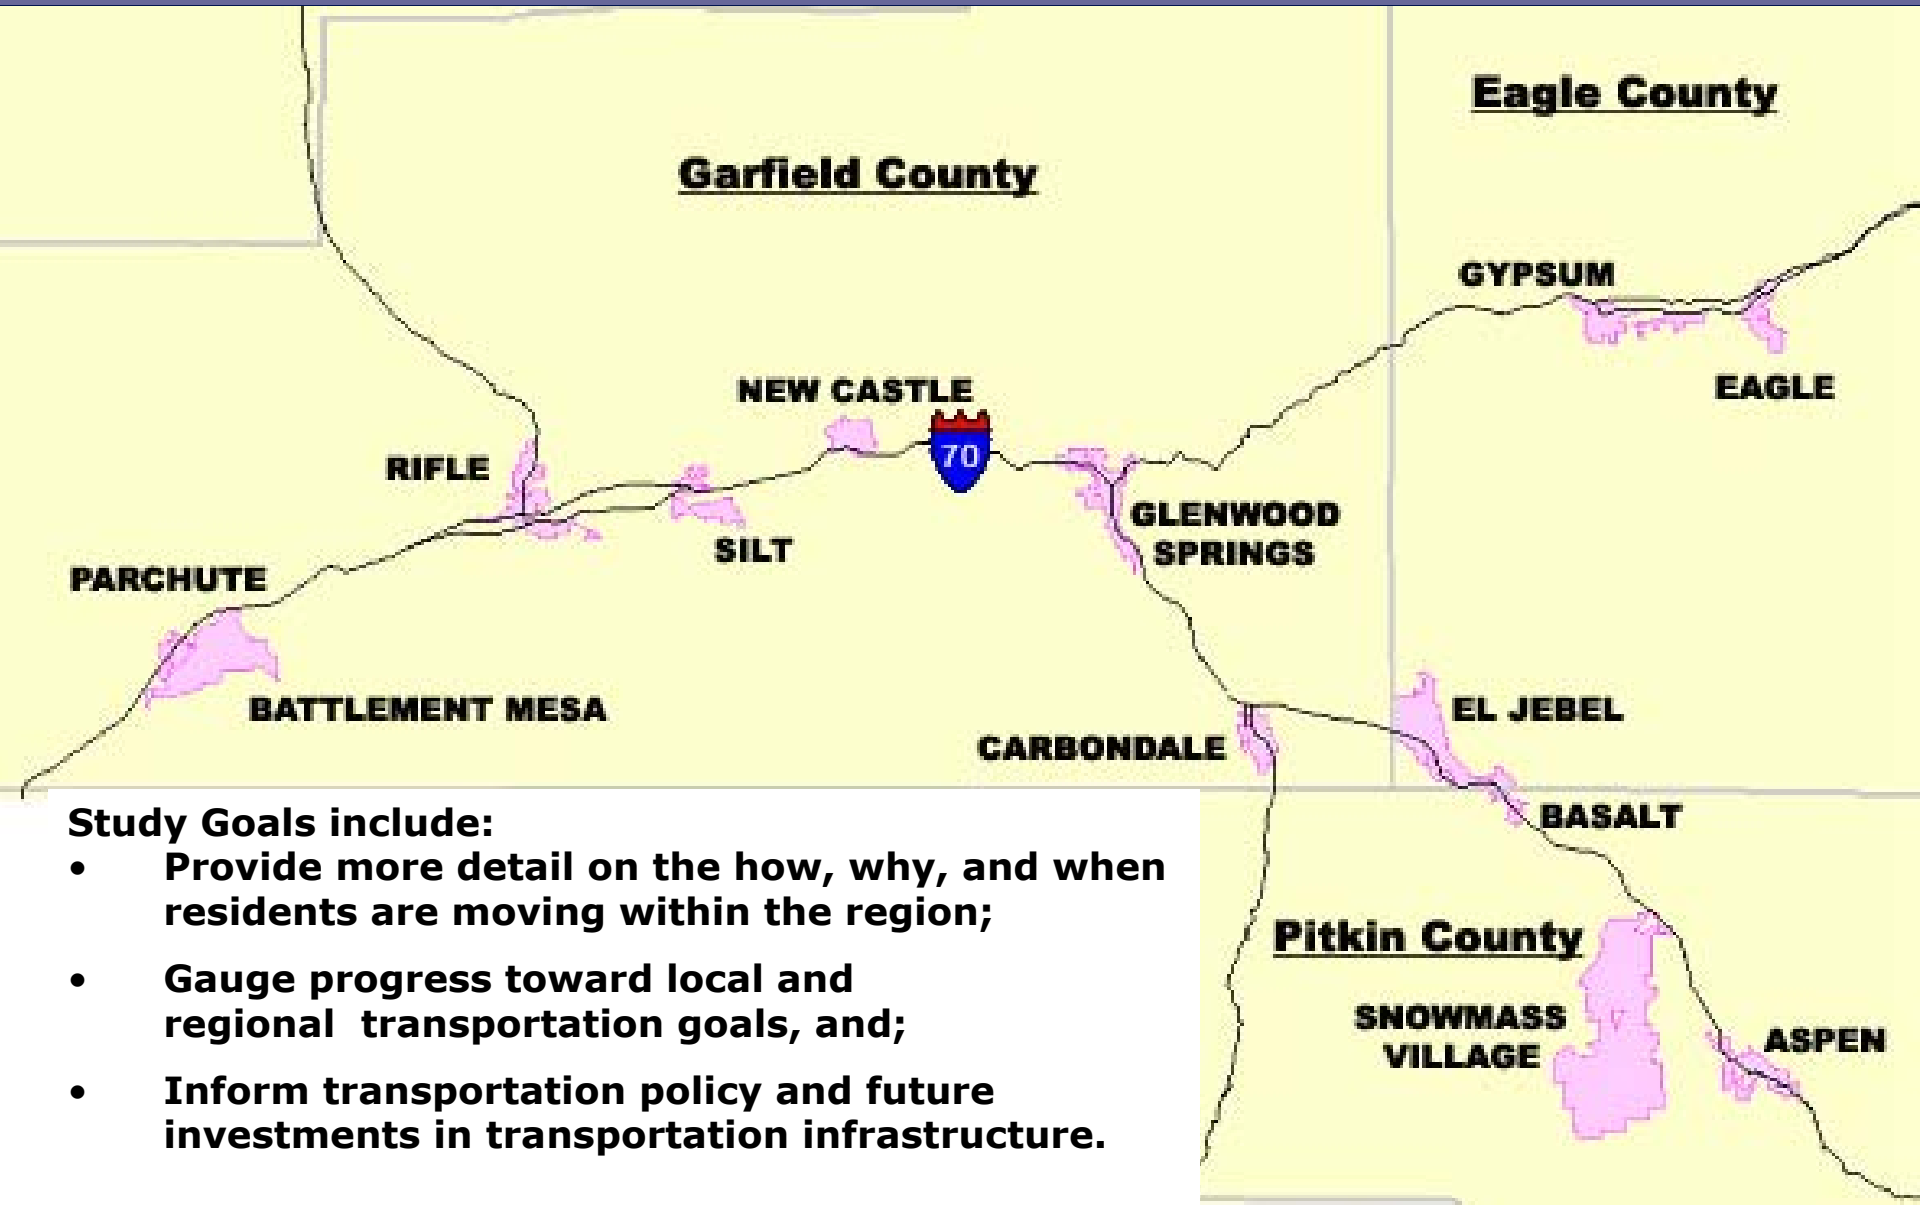 Eagle County
Garfield County
GYPSUM
EAGLE
NEW CASTLE
70
RIFLE
GLENWOOD
SPRINGS
SILT
PARCHUTE
BATTLEMENT MESA
EL JEBEL
CARBONDALE
BASALT
Pitkin County
SNOWMASS
VILLAGE
ASPEN
Study Goals include:
• Provide more detail on the how, why, and when
residents are moving within the region;
• Gauge progress toward local and
regional  transportation goals, and;
• Inform transportation policy and future
investments in transportation infrastructure.